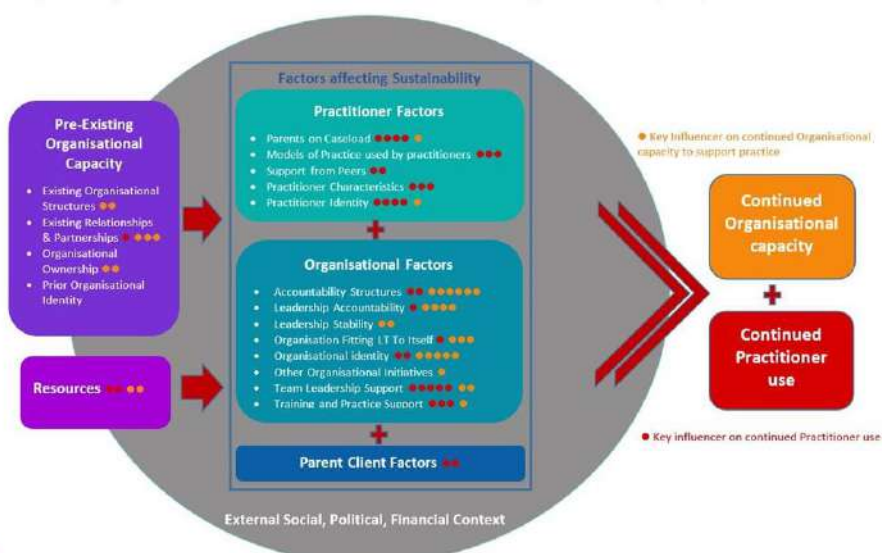 Factors affecting Sustainability
Pre-Existing
Organisational
Capacity
• Existing Organisational
Structures
• Existing Relationships
& Partnerships
• Organisational
Ownership
• Prior Organisational
Identity
Resources
Practitioner Factors
• Parents on Caseload
• Models of Practice used by practitioners
• Support from Peers
• Practitioner Characteristics
• Practitioner Identity
+
Organisational Factors
• Accountability Structures
• Leadership Accountability
• Leadership Stability
• Organisation Fitting LT To Itself
• Organisational identity
• Other Organisational Initiatives
• Team Leadership Support
• Training and Practice Support
+
Parent Client Factors
External Social, Political, Financial Context
Key Influencer on continued Organisational
capacity to support practice
Continued
Organisational
capacity
+
Continued
Practitioner
use
Key influencer on continued Practitioner use